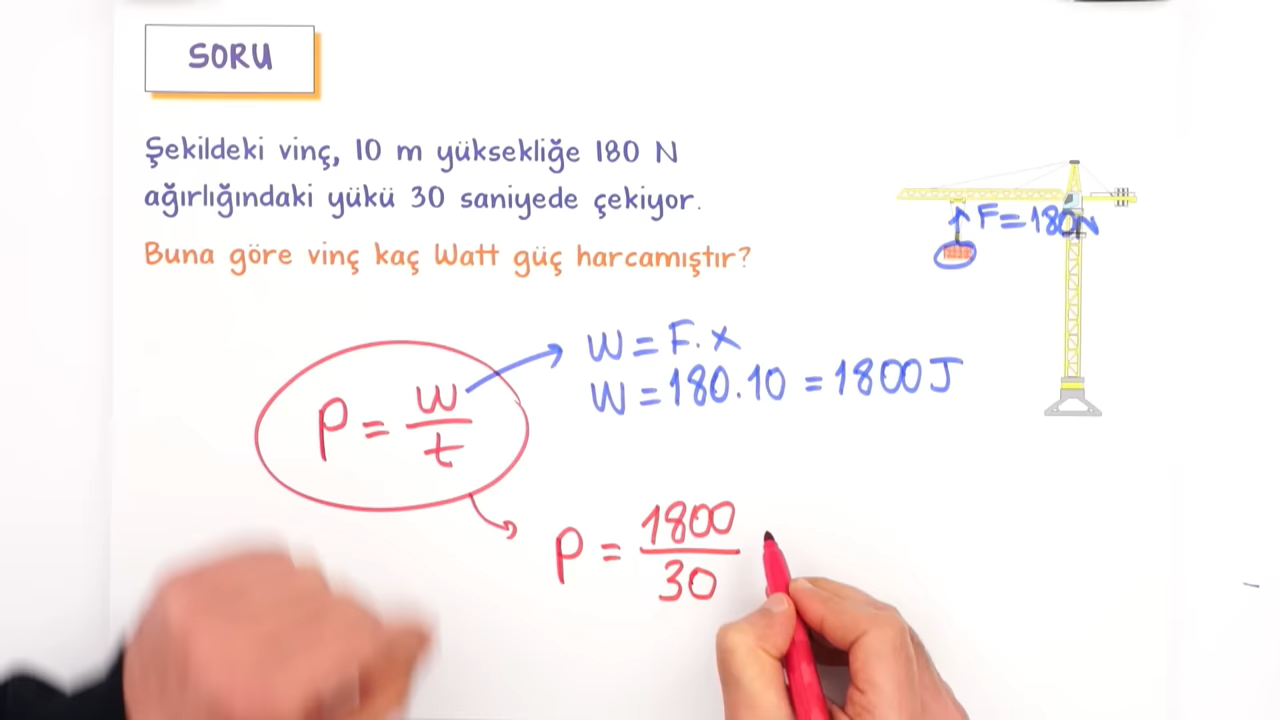 SORU
Şekildeki vinç, 10 m yüksekliğe 180 N
ağırlığındaki yükü 30 saniyede çekiyor.
Buna göre vinç kaç Watt güç harcamıştır?
F=180N
W = F. x
W = 180.10 = 1800 J
P = W/t
P = 1800/30